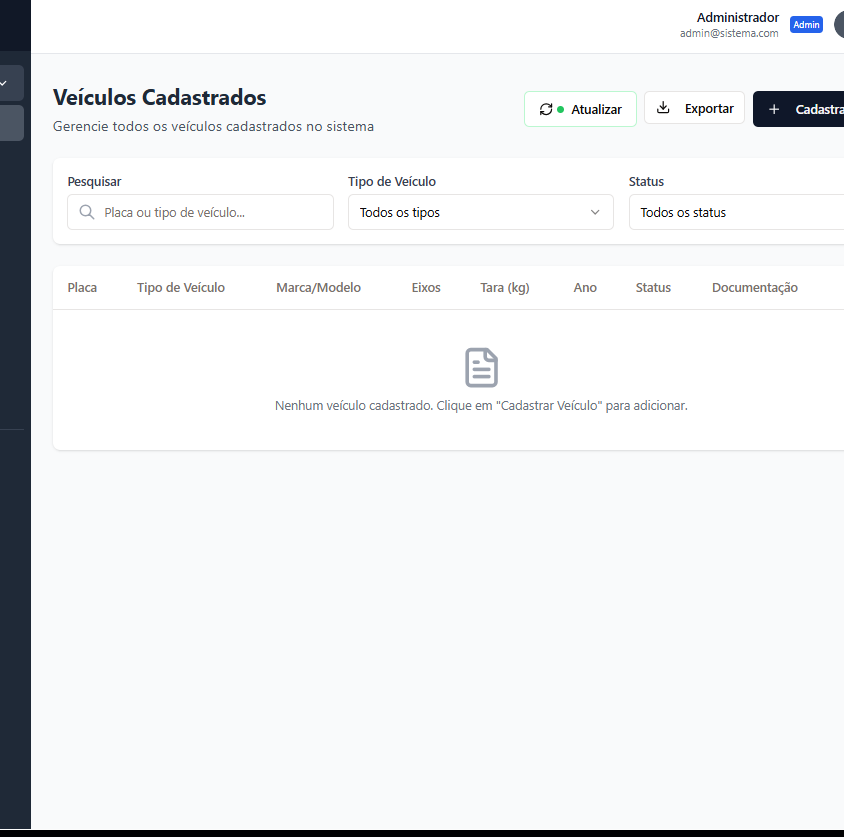 Administrador
admin@sistema.com
Admin
Veículos Cadastrados
Gerencie todos os veículos cadastrados no sistema
Atualizar
Exportar
Cadastra
Pesquisar
Tipo de Veículo
Status
Placa ou tipo de veículo...
Todos os tipos
Todos os status
Placa
Tipo de Veículo
Marca/Modelo
Eixos
Tara (kg)
Ano
Status
Documentação
Nenhum veículo cadastrado. Clique em "Cadastrar Veículo" para adicionar.